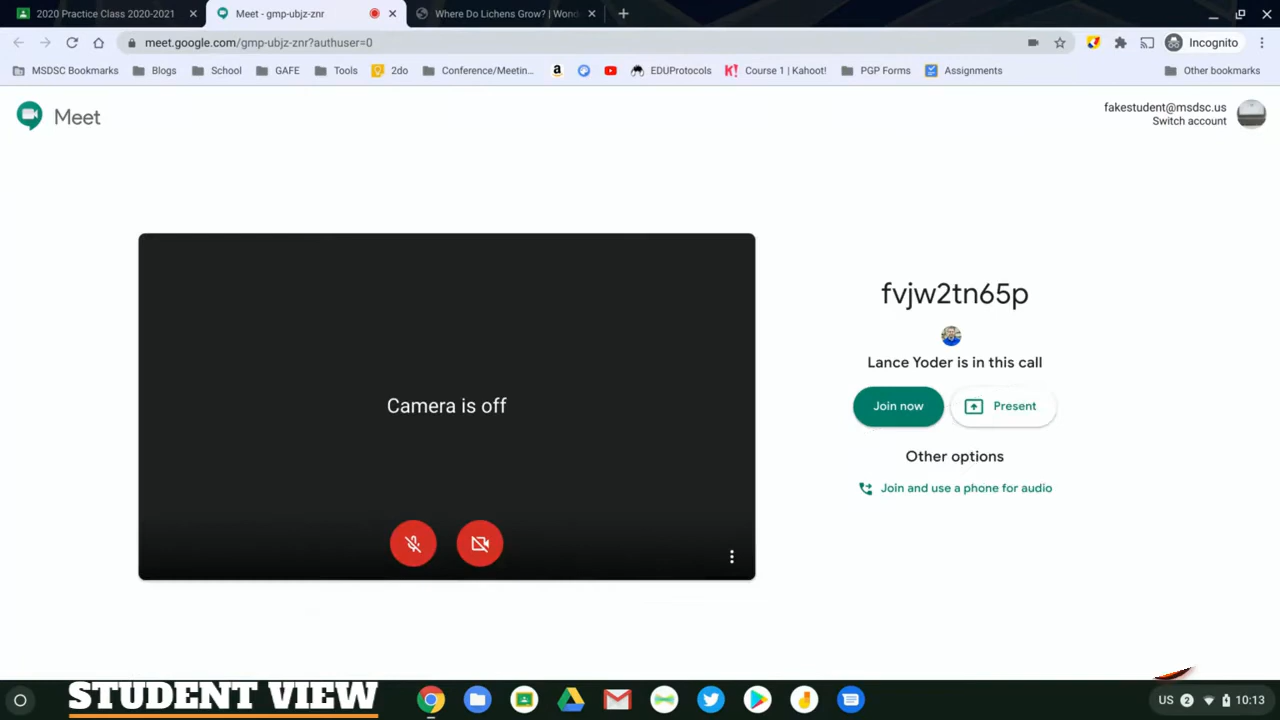 2020 Practice Class 2020-2021
Meet - gmp-ubjz-znr
Where Do Lichens Grow? | Wond
meet.google.com/gmp-ubjz-znr?authuser=0
Incognito
MSDSC Bookmarks
Blogs
School
GAFE
Tools
2do
Conference/Meetin...
EDUProtocols
Course 1 | Kahoot!
PGP Forms
Assignments
Other bookmarks
Meet
fakestudent@msdsc.us
Switch account
Camera is off
fvjw2tn65p
Lance Yoder is in this call
Join now
Present
Other options
Join and use a phone for audio
STUDENT VIEW
US 2 10:13